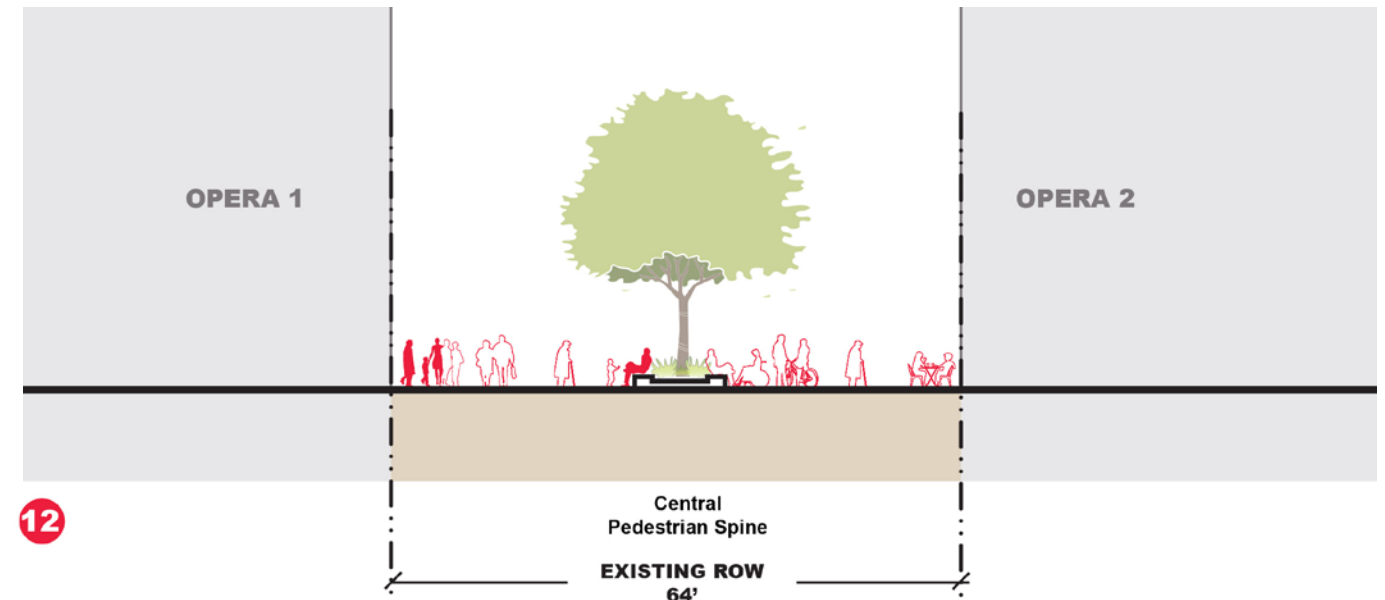 OPERA 1
OPERA 2
12
Central
Pedestrian Spine
EXISTING ROW
64'